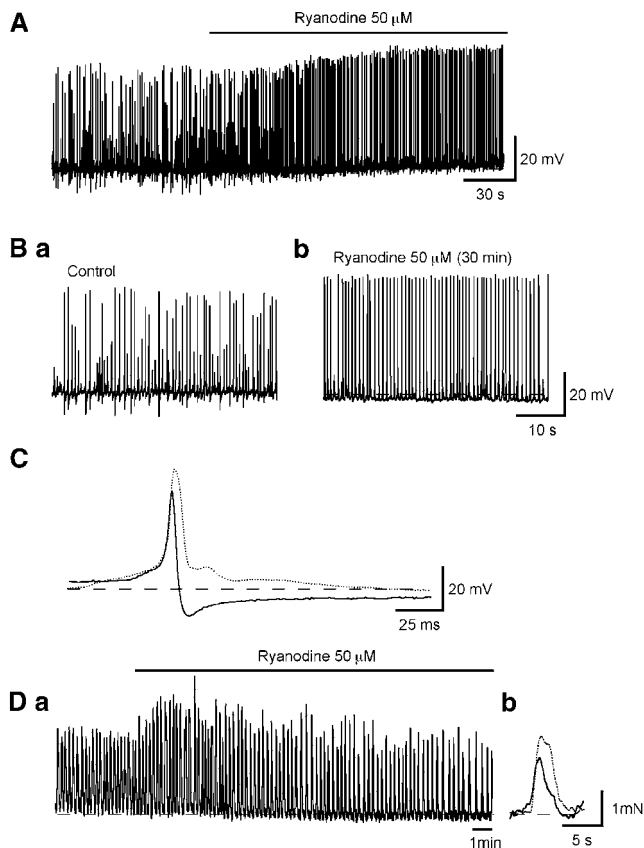 A
Ryanodine 50 μM
20 mV
30 s
B a
Control
b
Ryanodine 50 μM (30 min)
20 mV
10 s
C
20 mV
25 ms
Ryanodine 50 μM
D a
b
1min
1mN
5 s